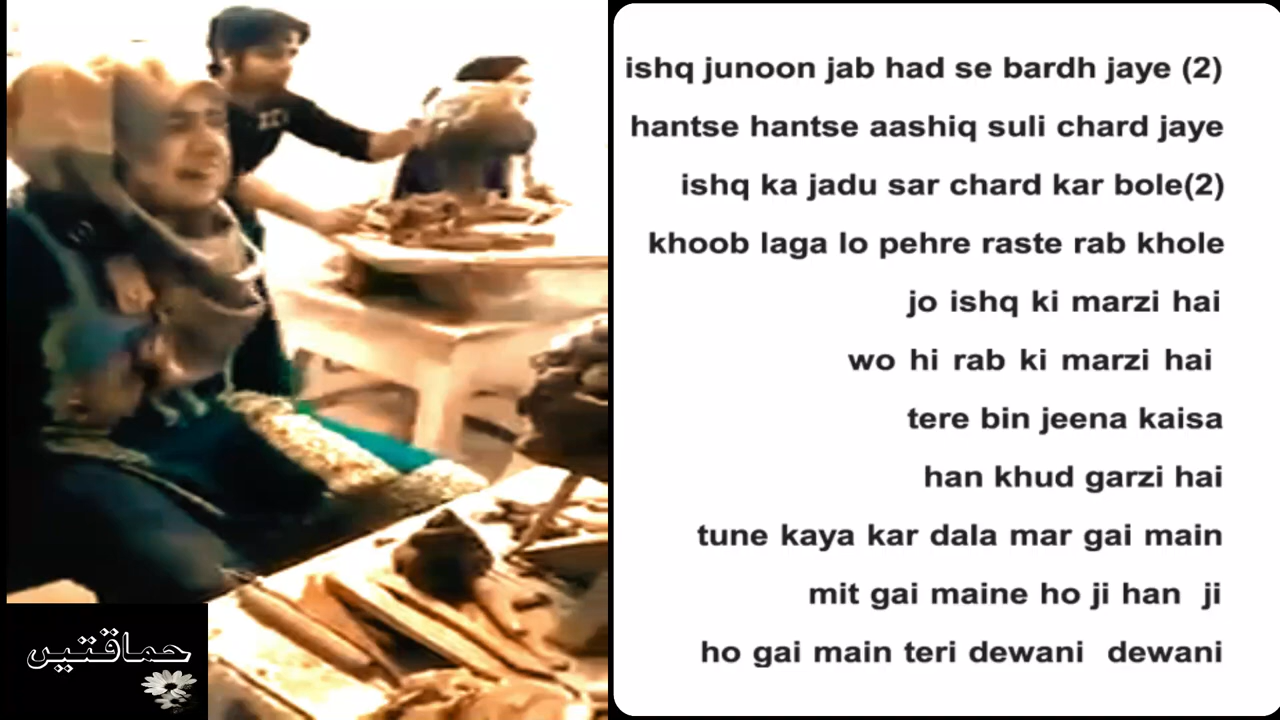 ishq junoon jab had se bardh jaye (2)
hantse hantse aashiq suli chard jaye
ishq ka jadu sar chard kar bole(2)
khoob laga lo pehre raste rab khole
jo ishq ki marzi hai
wo hi rab ki marzi hai
tere bin jeena kaisa
han khud garzi hai
tune kaya kar dala mar gai main
mit gai maine ho ji han ji
ho gai main teri dewani dewani
حماقتیں